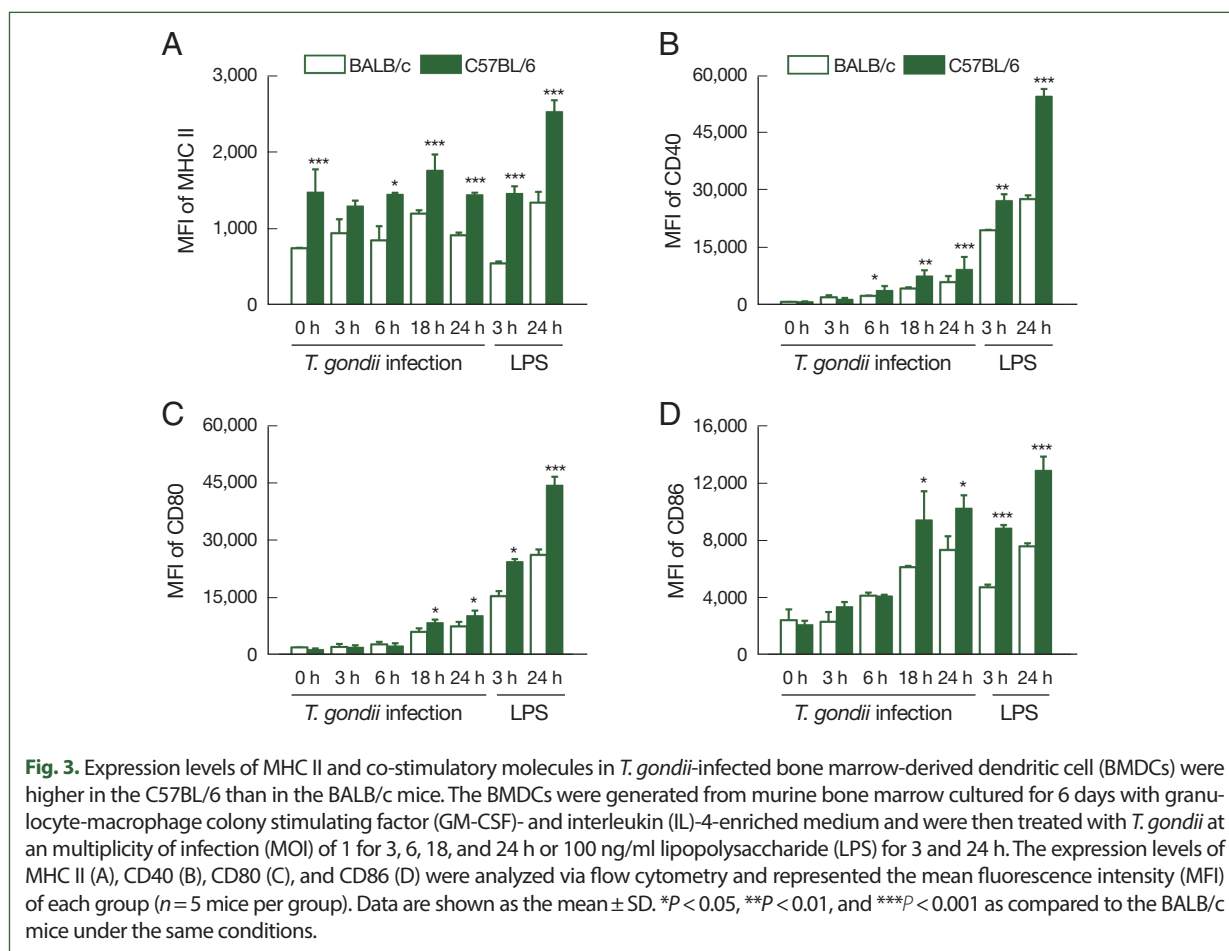 A
BALB/c
C57BL/6
3,000
2,000
1,000
0
MFI of MHC II
***
*
***
***
***
***
0 h
3 h
6 h
18 h
24 h
3 h
24 h
T. gondii infection
LPS
B
BALB/c
C57BL/6
60,000
45,000
30,000
15,000
0
MFI of CD40
*
**
***
**
***
0 h
3 h
6 h
18 h
24 h
3 h
24 h
T. gondii infection
LPS
C
60,000
45,000
30,000
15,000
0
MFI of CD80
*
*
*
***
0 h
3 h
6 h
18 h
24 h
3 h
24 h
T. gondii infection
LPS
D
16,000
12,000
8,000
4,000
0
MFI of CD86
*
*
***
***
0 h
3 h
6 h
18 h
24 h
3 h
24 h
T. gondii infection
LPS
Fig. 3. Expression levels of MHC II and co-stimulatory molecules in T. gondii-infected bone marrow-derived dendritic cell (BMDCs) were
higher in the C57BL/6 than in the BALB/c mice. The BMDCs were generated from murine bone marrow cultured for 6 days with granu-
locyte-macrophage colony stimulating factor (GM-CSF)- and interleukin (IL)-4-enriched medium and were then treated with T. gondii at
an multiplicity of infection (MOI) of 1 for 3, 6, 18, and 24 h or 100 ng/ml lipopolysaccharide (LPS) for 3 and 24 h. The expression levels of
MHC II (A), CD40 (B), CD80 (C), and CD86 (D) were analyzed via flow cytometry and represented the mean fluorescence intensity (MFI)
of each group (n=5 mice per group). Data are shown as the mean±SD. *P<0.05, **P<0.01, and ***P<0.001 as compared to the BALB/c
mice under the same conditions.